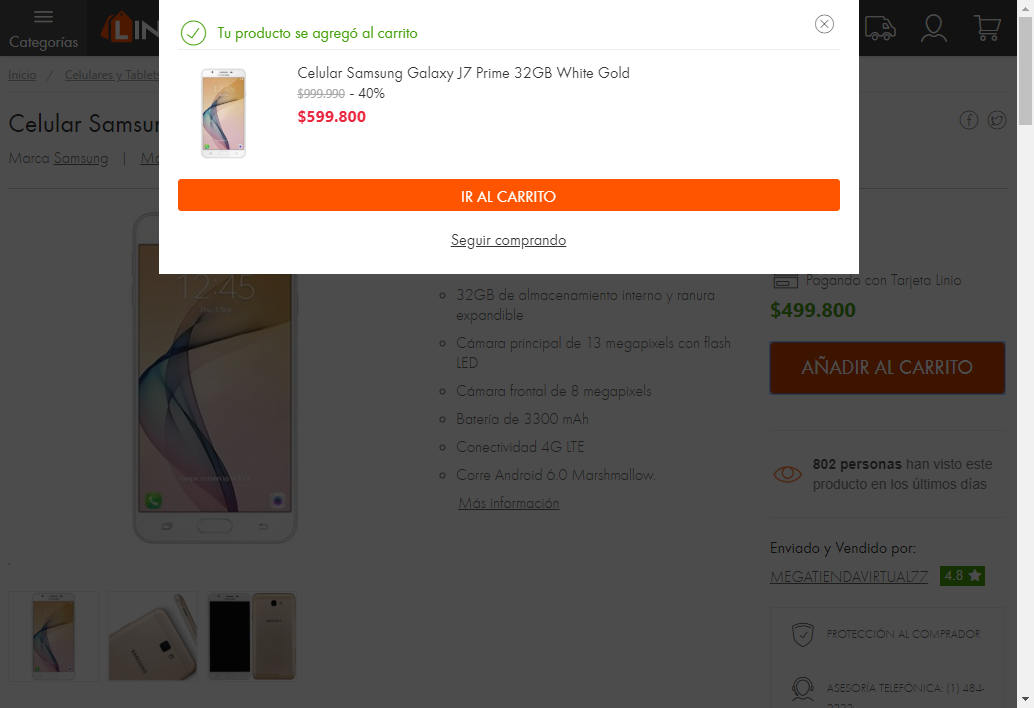 Categorías
LIN
Tu producto se agregó al carrito
Celular Samsung Galaxy J7 Prime 32GB White Gold
$999.990 - 40%
$599.800
IR AL CARRITO
Seguir comprando
Inicio / Celulares y Tablets
Celular Samsu
Marca Samsung |
12:45
32GB de almacenamiento interno y ranura
expandible
Cámara principal de 13 megapixels con flash
LED
Cámara frontal de 8 megapixels
Batería de 3300 mAh
Conectividad 4G LTE
Corre Android 6.0 Marshmallow.
Más información
Pagando con Tarjeta Linio
$499.800
AÑADIR AL CARRITO
802 personas han visto este
producto en los últimos días
Enviado y Vendido por:
MEGATIENDAVIRTUAL77 4.8
PROTECCIÓN AL COMPRADOR
ASESORÍA TELEFÓNICA: (1) 484-
SAMSUNG